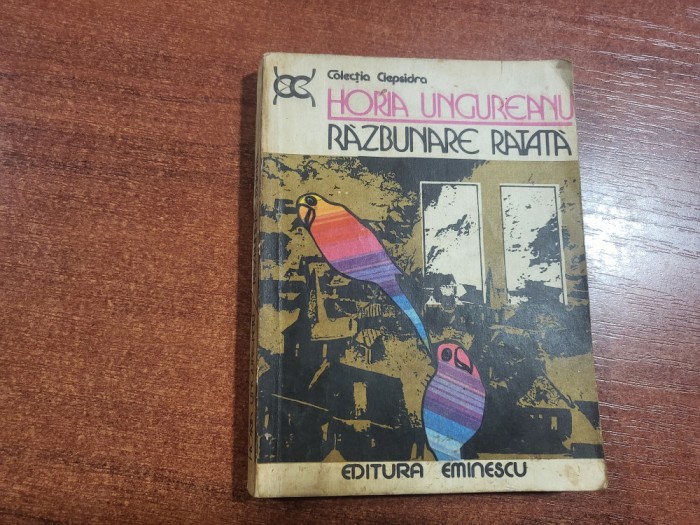 Colecția Clepsidra
HORIA UNGUREANU
RĂZBUNARE RATATĂ
EDITURA EMINESCU